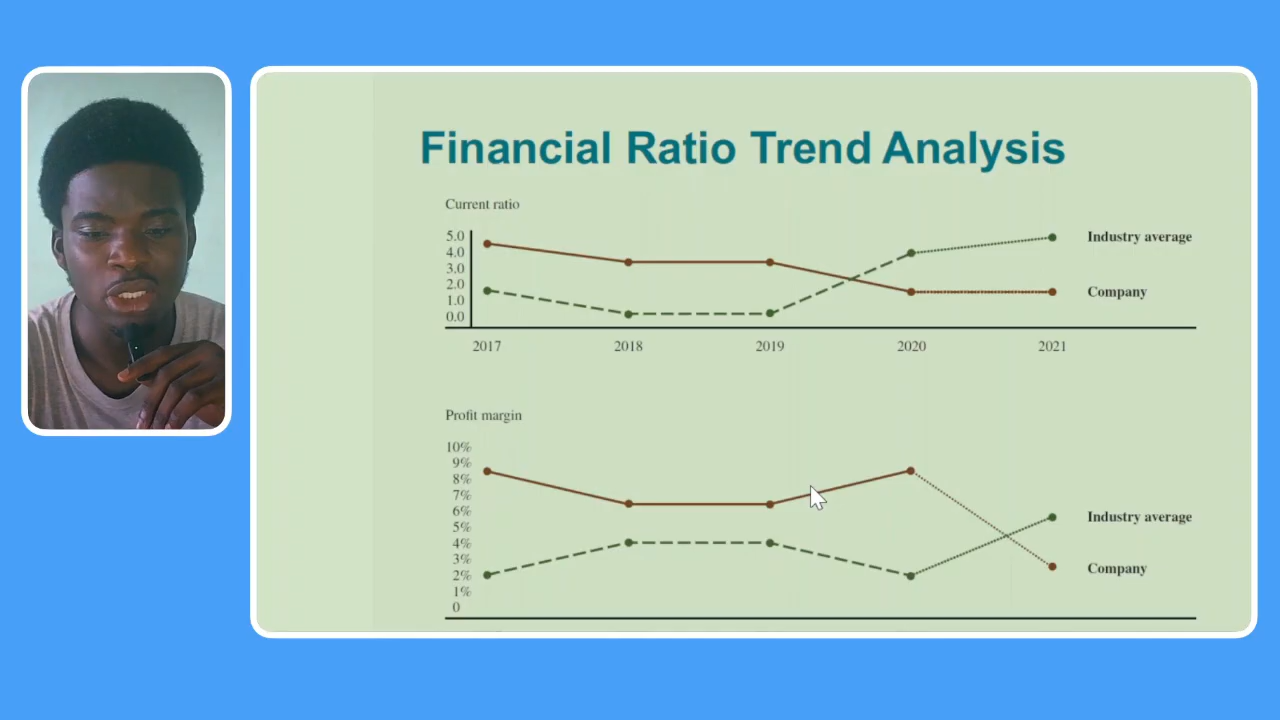 Financial Ratio Trend Analysis
Current ratio
5.0
4.0
3.0
2.0
1.0
0.0
Industry average
Company
2017 2018 2019 2020 2021
Profit margin
10%
9%
8%
7%
6%
5%
4%
3%
2%
1%
0
Industry average
Company